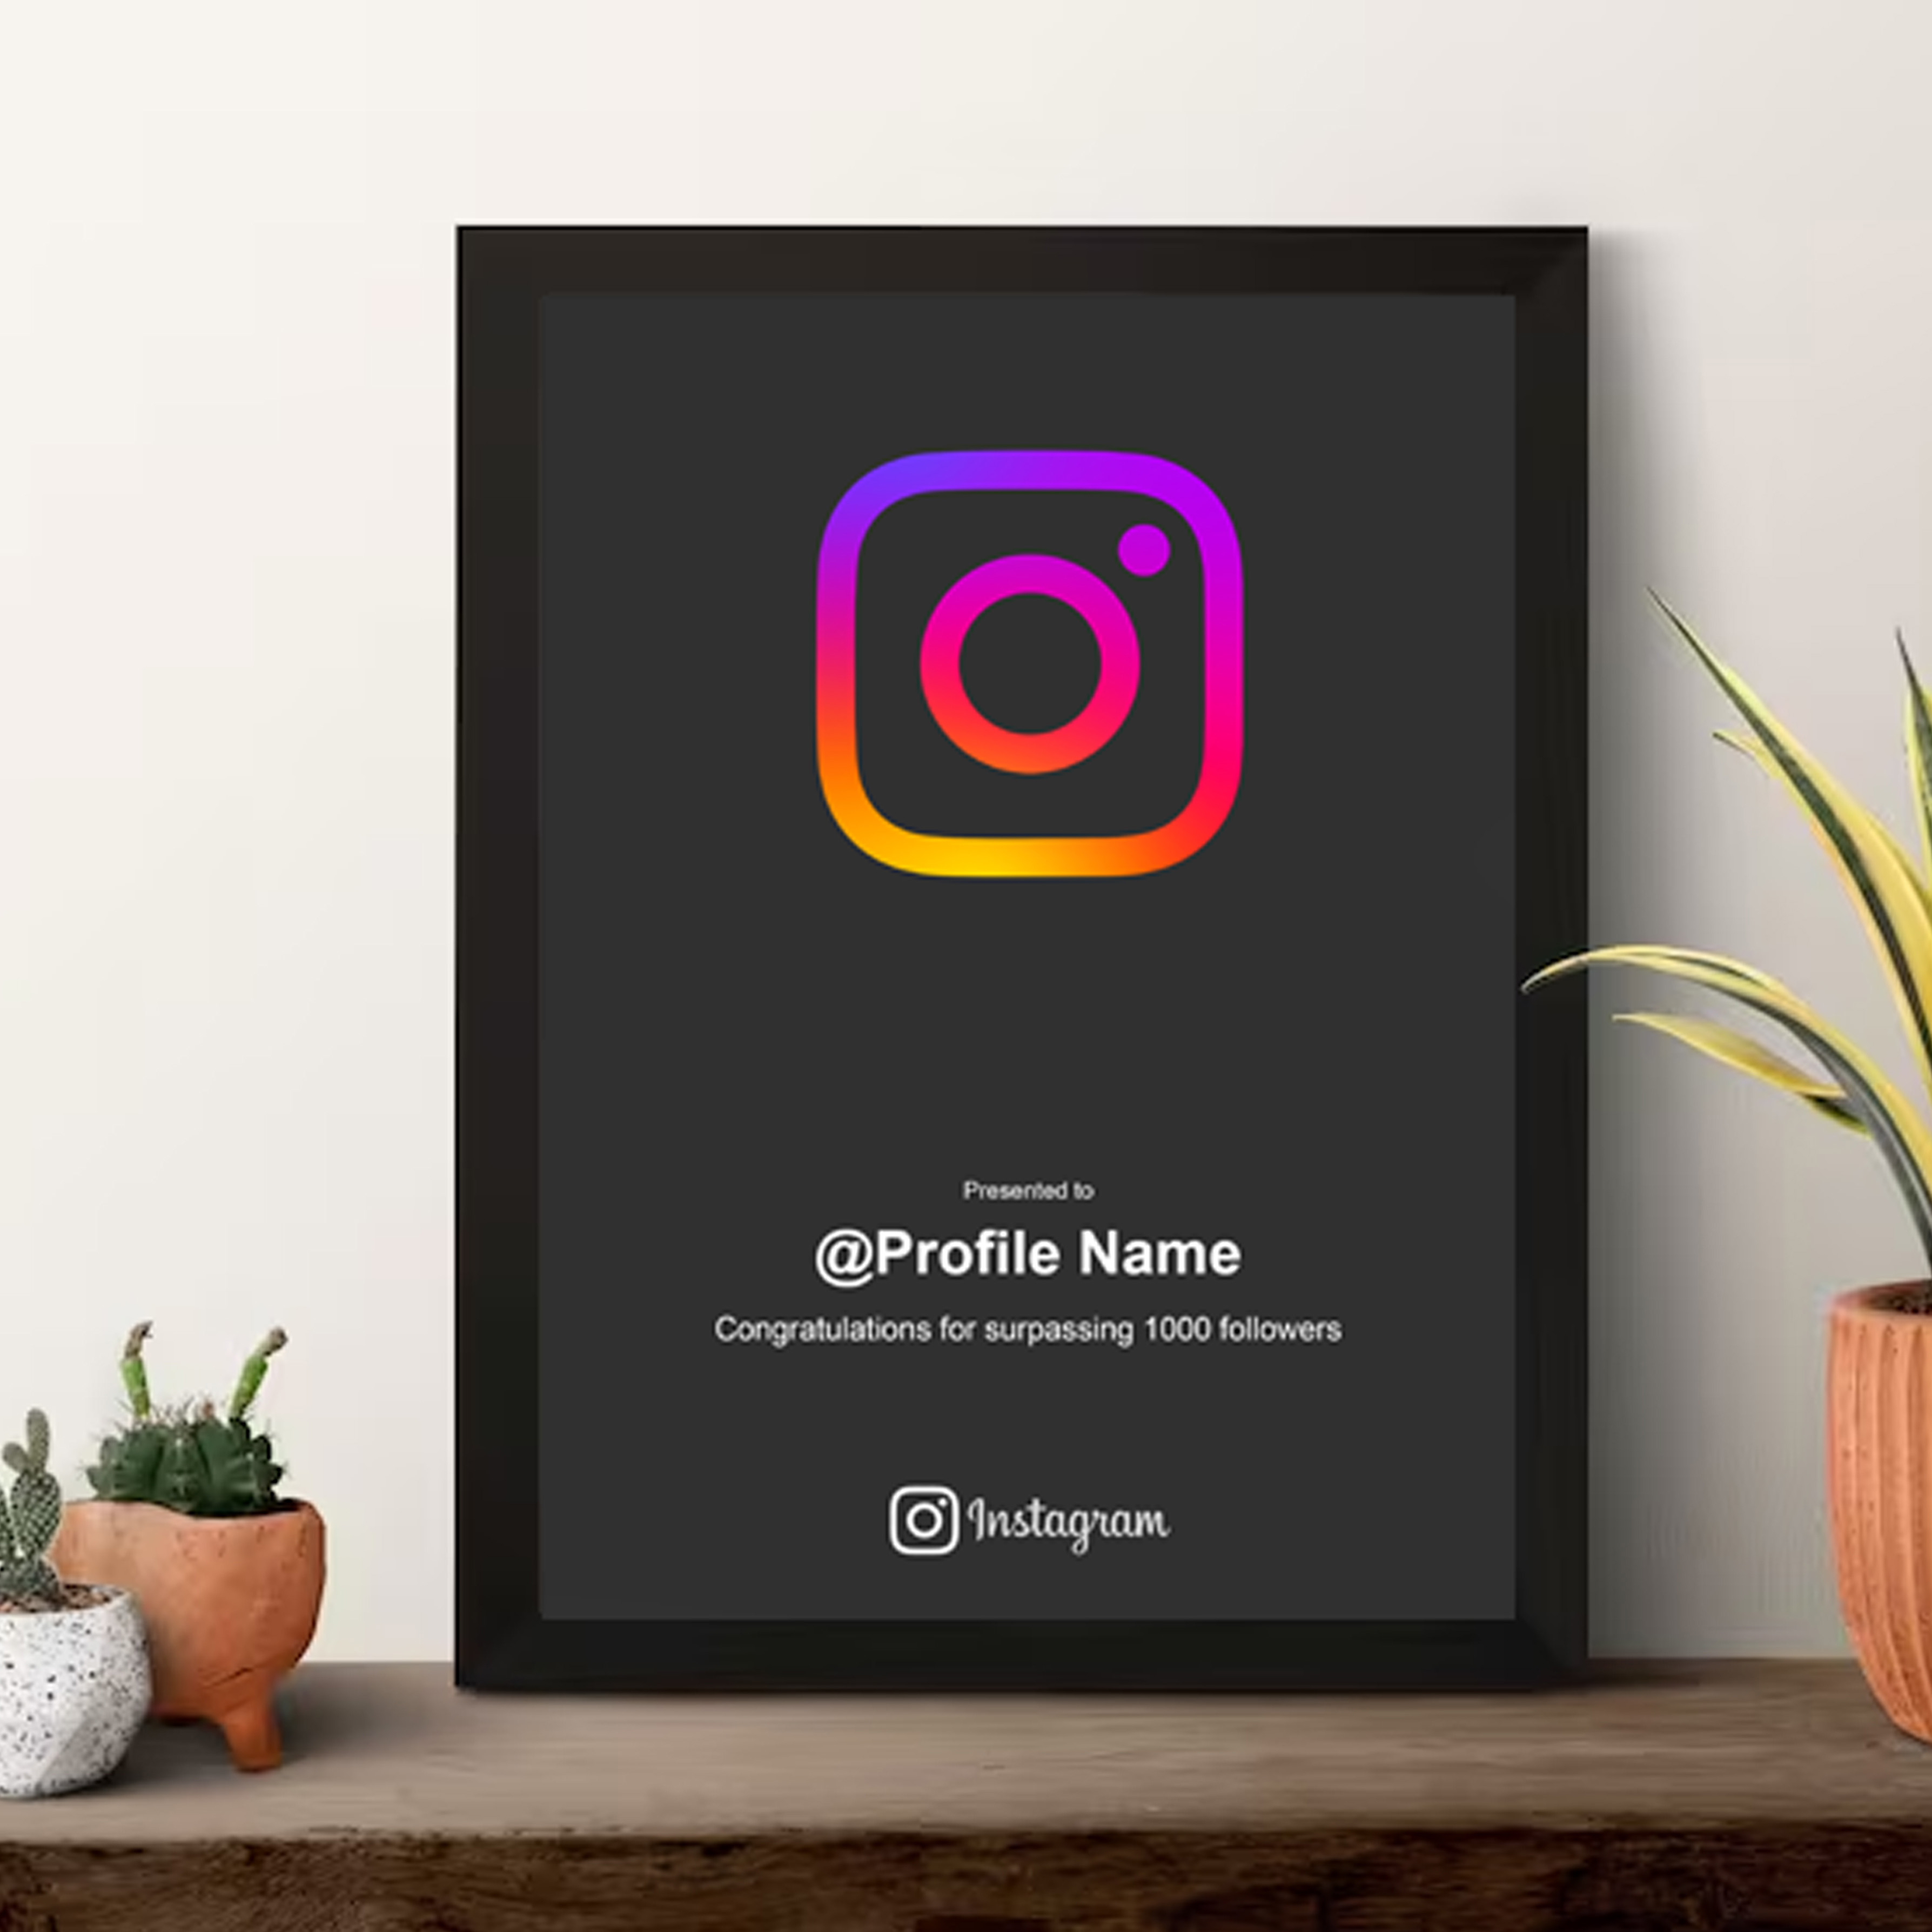 Presented to
@Profile Name
Congratulations for surpassing 1000 followers
Instagram